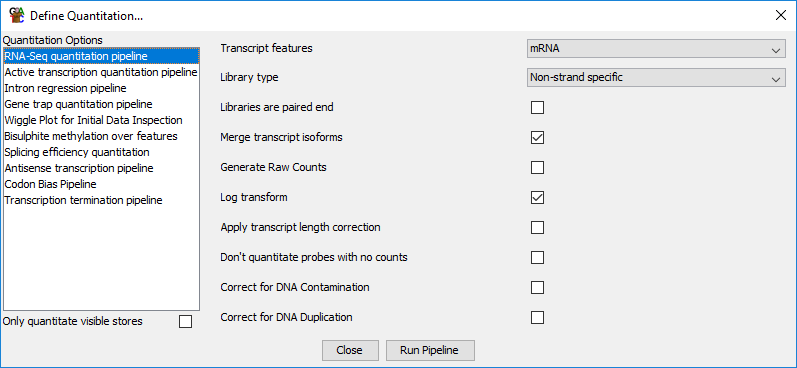 Define Quantitation...
Quantitation Options
RNA-Seq quantitation pipeline
Active transcription quantitation pipeline
Intron regression pipeline
Gene trap quantitation pipeline
Wiggle Plot for Initial Data Inspection
Bisulphite methylation over features
Splicing efficiency quantitation
Antisense transcription pipeline
Codon Bias Pipeline
Transcription termination pipeline
Only quantitate visible stores
Transcript features mRNA
Library type Non-strand specific
Libraries are paired end
Merge transcript isoforms
Generate Raw Counts
Log transform
Apply transcript length correction
Don't quantitate probes with no counts
Correct for DNA Contamination
Correct for DNA Duplication
Close Run Pipeline